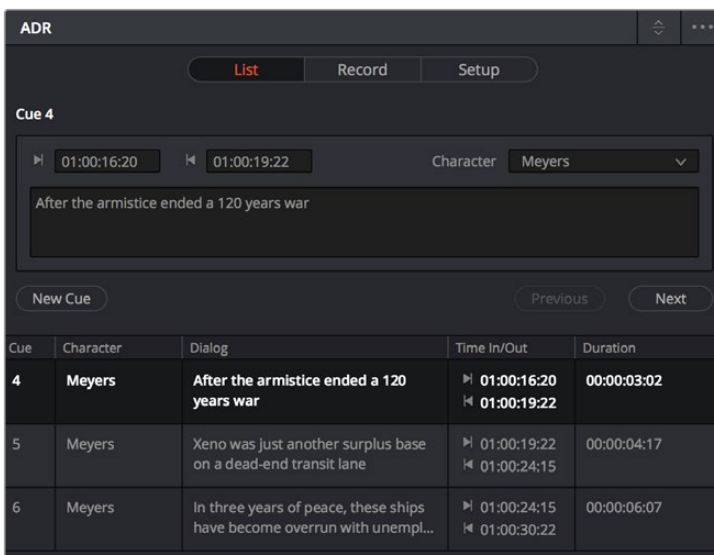 ADR
List Record Setup
Cue 4
01:00:16:20 01:00:19:22 Character Meyers
After the armistice ended a 120 years war
New Cue Previous Next
Cue Character Dialog Time In/Out Duration
4 Meyers After the armistice ended a 120 01:00:16:20 00:00:03:02
years war 01:00:19:22
5 Meyers Xeno was just another surplus base 01:00:19:22 00:00:04:17
on a dead-end transit lane 01:00:24:15
6 Meyers In three years of peace, these ships 01:00:24:15 00:00:06:07
have become overrun with unempl... 01:00:30:22